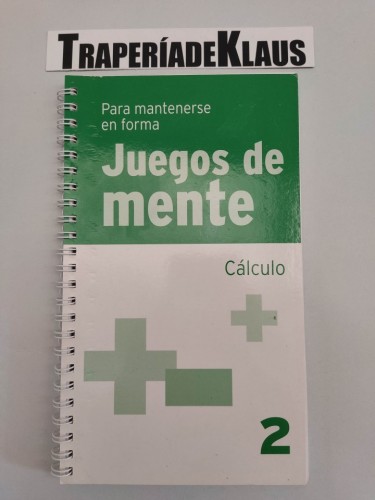 TRAPERÍADEKLAUS
Para mantenerse
en forma
Juegos de
mente
Cálculo
2